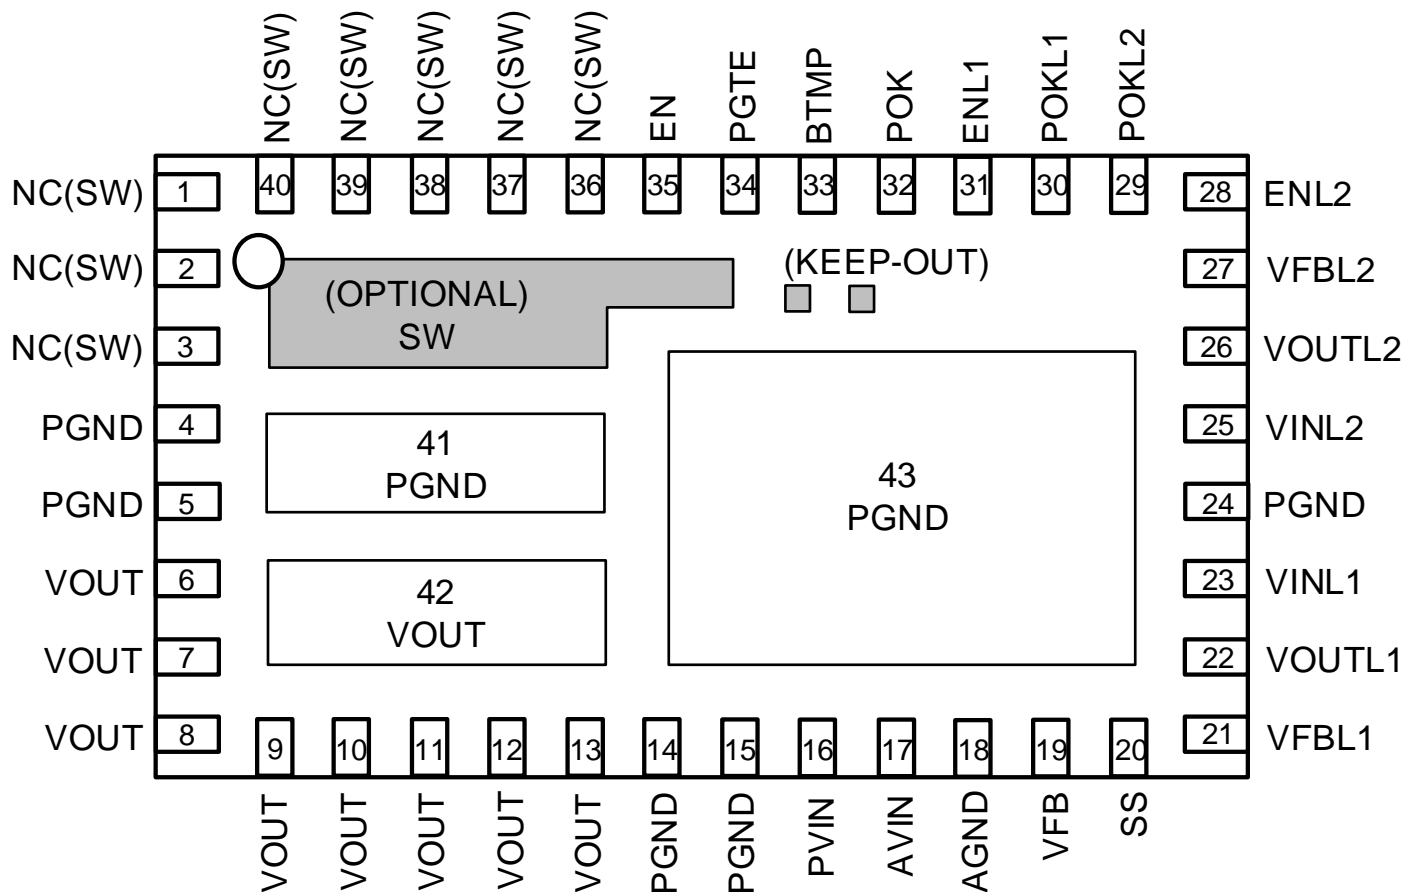 NC(SW)
NC(SW)
NC(SW)
NC(SW)
NC(SW)
EN
PGTE
BTMP
POK
ENL1
POKL1
POKL2
40
39
38
37
36
35
34
33
32
31
30
29
NC(SW)
1
28
ENL2
NC(SW)
2
27
VFBL2
(OPTIONAL)
SW
(KEEP-OUT)
NC(SW)
3
26
VOUTL2
PGND
4
25
VINL2
41
PGND
43
PGND
PGND
5
24
PGND
VOUT
6
23
VINL1
42
VOUT
VOUT
7
22
VOUTL1
VOUT
8
21
VFBL1
9
10
11
12
13
14
15
16
17
18
19
20
VOUT
VOUT
VOUT
VOUT
VOUT
PGND
PGND
PVIN
AVIN
AGND
VFB
SS